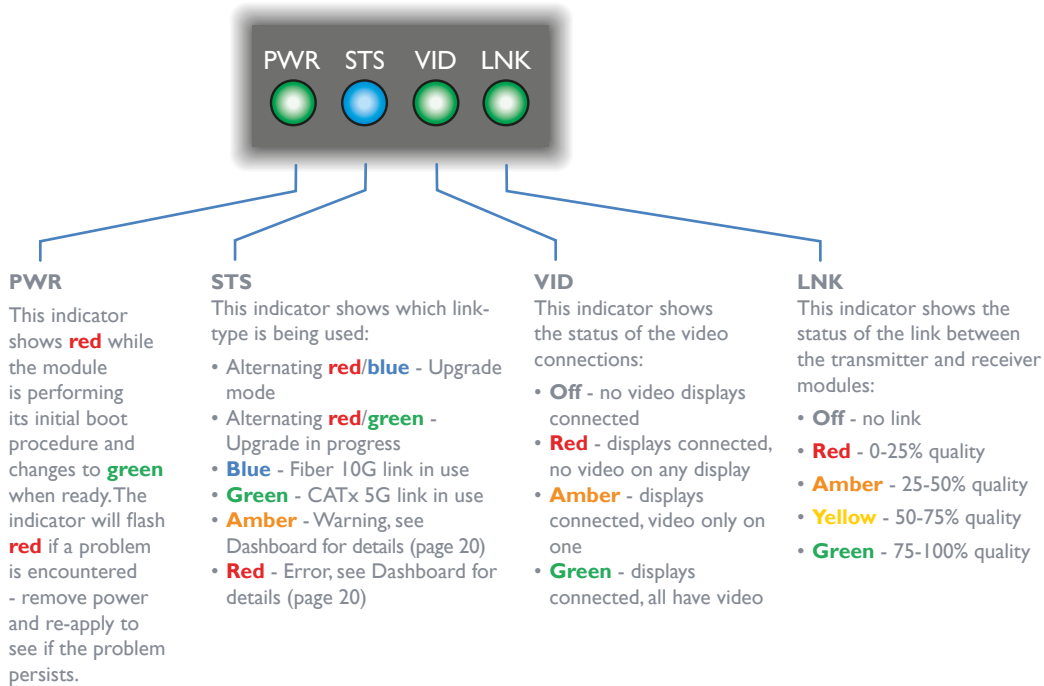 PWR STS VID LNK
PWR
This indicator
shows red while
the module
is performing
its initial boot
procedure and
changes to green
when ready. The
indicator will flash
red if a problem
is encountered
- remove power
and re-apply to
see if the problem
persists.
STS
This indicator shows which link-
type is being used:
• Alternating red/blue - Upgrade
mode
• Alternating red/green -
Upgrade in progress
• Blue - Fiber 10G link in use
• Green - CATx 5G link in use
• Amber - Warning, see
Dashboard for details (page 20)
• Red - Error, see Dashboard for
details (page 20)
VID
This indicator shows
the status of the video
connections:
• Off - no video displays
connected
• Red - displays connected,
no video on any display
• Amber - displays
connected, video only on
one
• Green - displays
connected, all have video
LNK
This indicator shows the
status of the link between
the transmitter and receiver
modules:
• Off - no link
• Red - 0-25% quality
• Amber - 25-50% quality
• Yellow - 50-75% quality
• Green - 75-100% quality